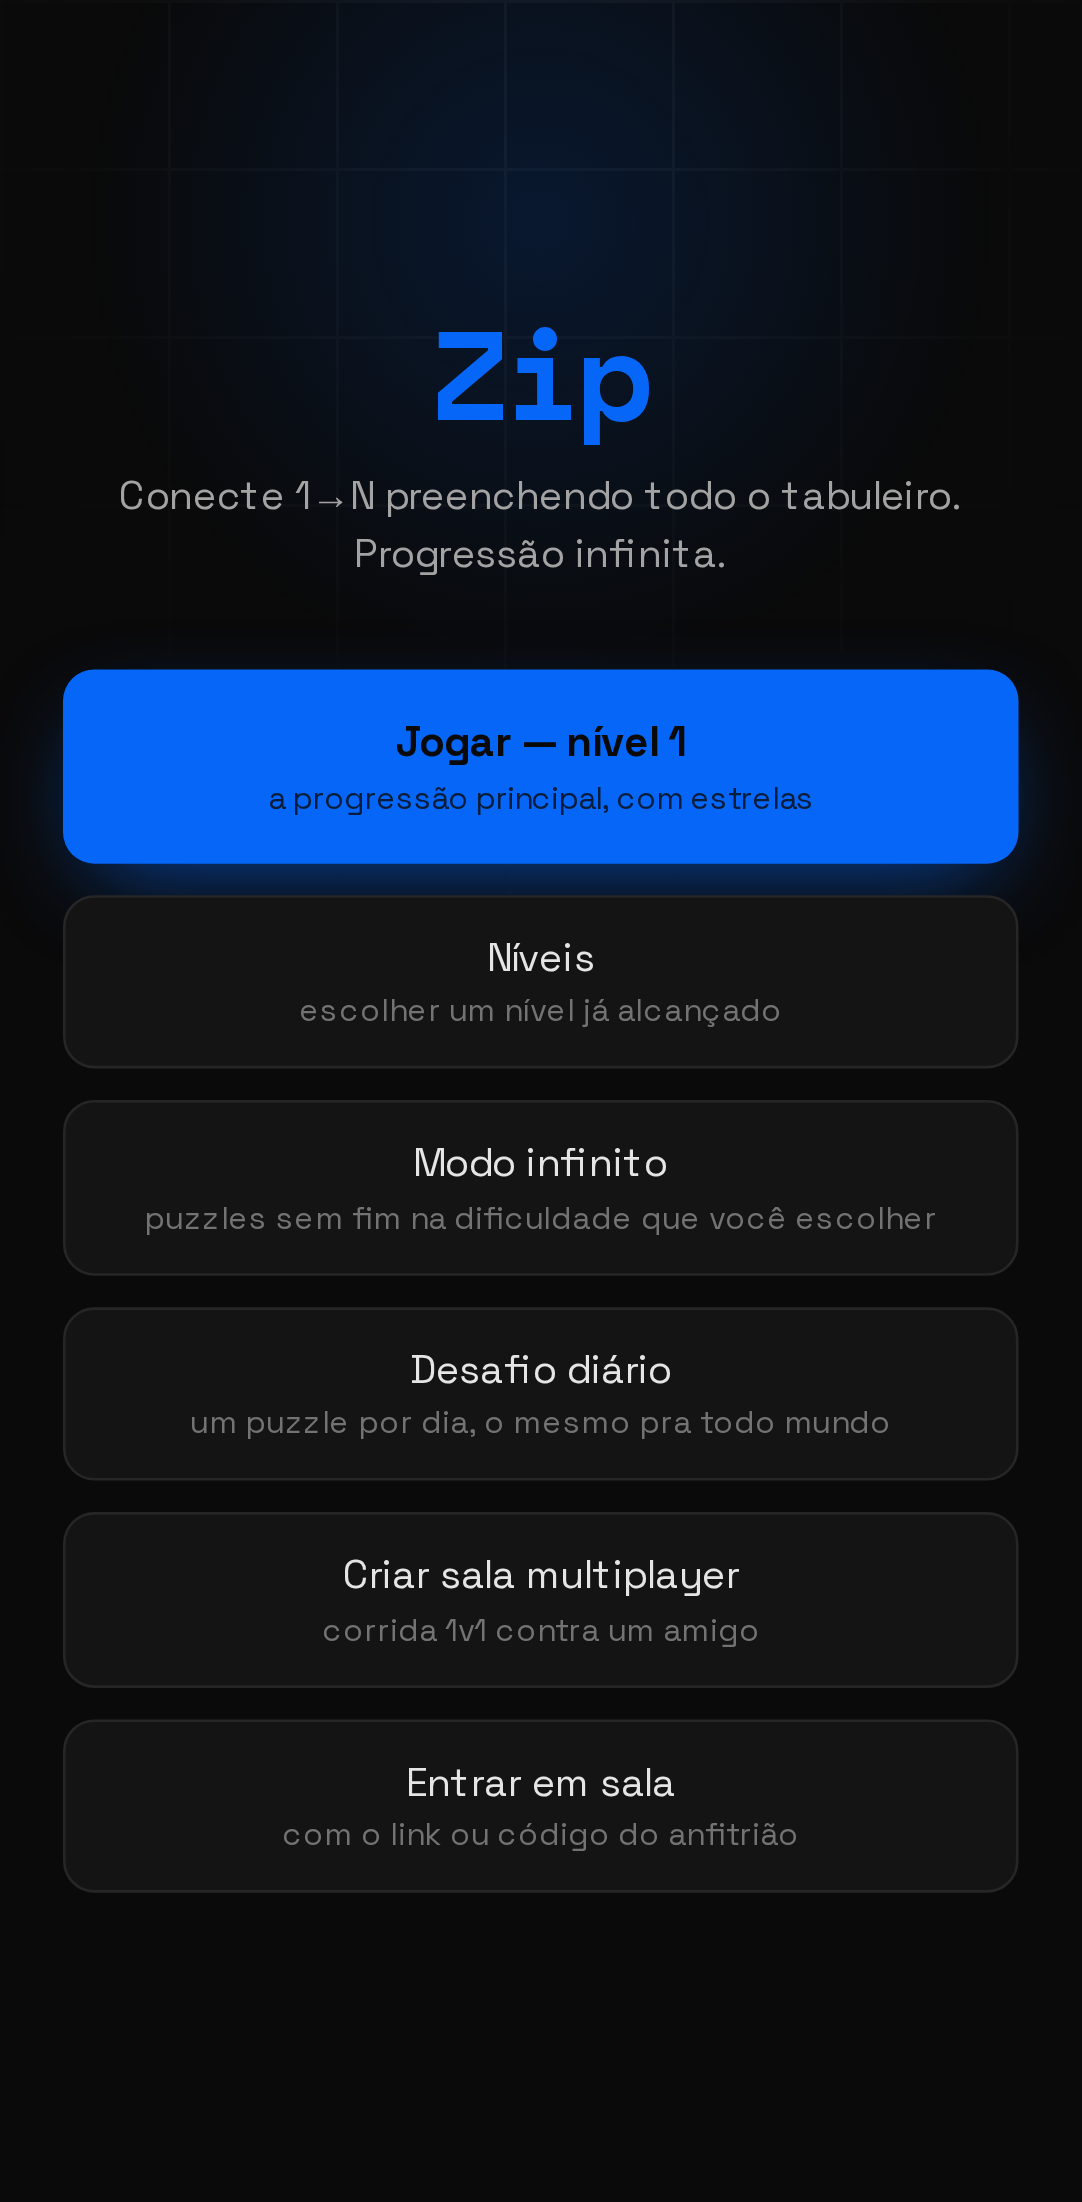 Zip
Conecte 1→N preenchendo todo o tabuleiro.
Progressão infinita.
Jogar — nível 1
a progressão principal, com estrelas
Níveis
escolher um nível já alcançado
Modo infinito
puzzles sem fim na dificuldade que você escolher
Desafio diário
um puzzle por dia, o mesmo pra todo mundo
Criar sala multiplayer
corrida 1v1 contra um amigo
Entrar em sala
com o link ou código do anfitrião